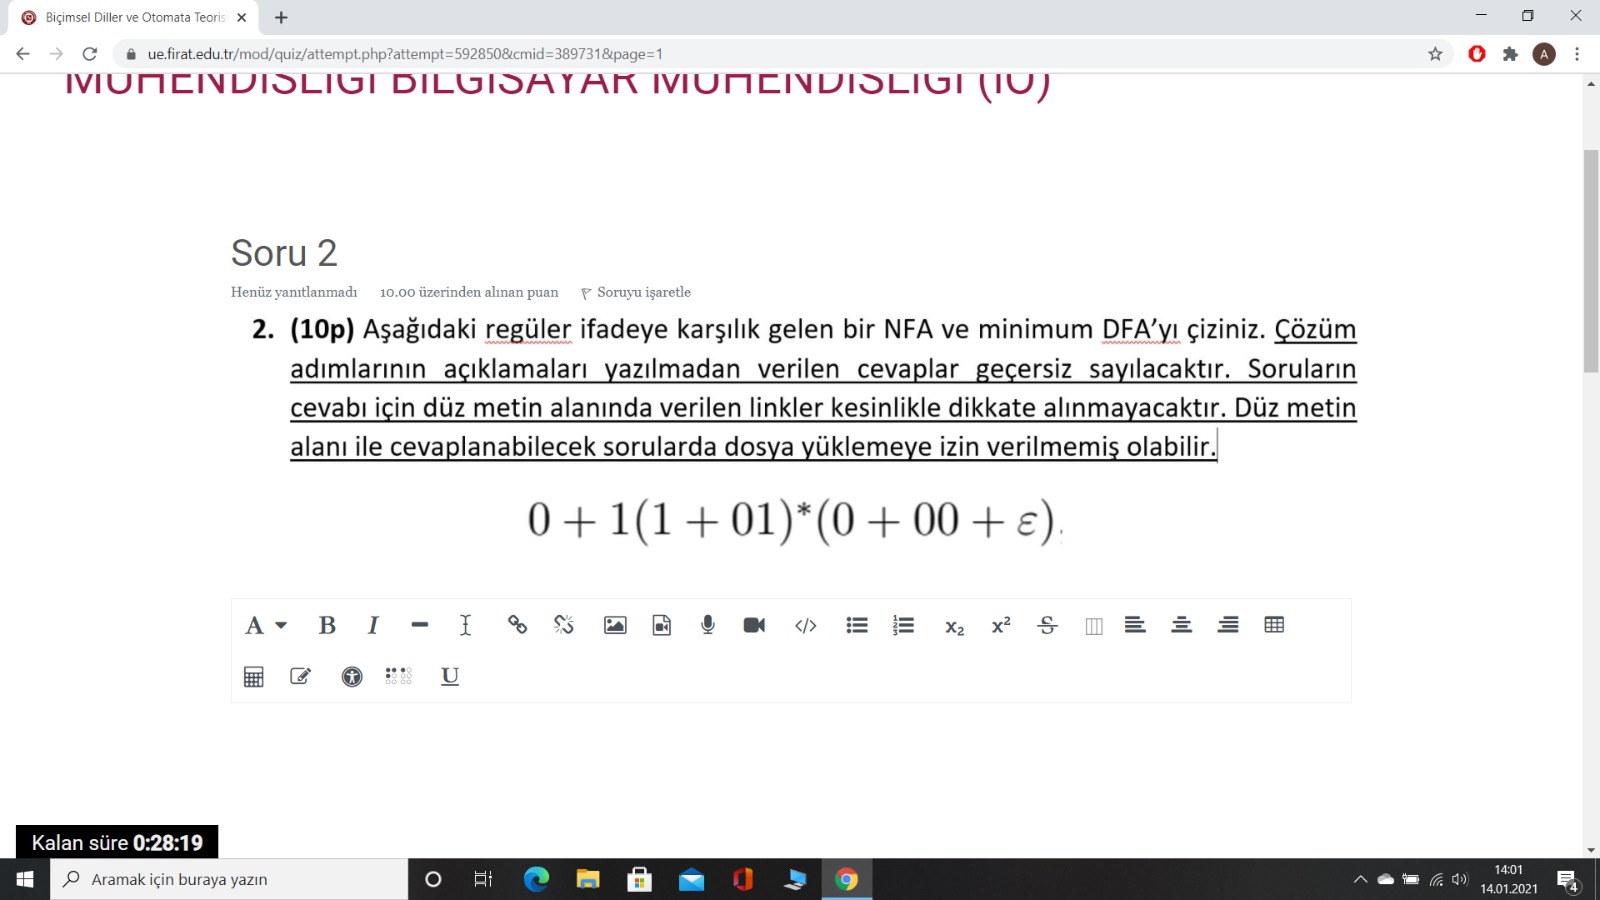 Biçimsel Diller ve Otomata Teoris
ue.firat.edu.tr/mod/quiz/attempt.php?attempt=592850&cmid=389731&page=1
A
MÜHENDİSLİĞİ BİLGİSAYAR MÜHENDİSLİĞİ (İÖ)
Soru 2
Henüz yanıtlanmadı 10.00 üzerinden alınan puan Soruyu işaretle
2. (10p) Aşağıdaki regüler ifadeye karşılık gelen bir NFA ve minimum DFA’yı çiziniz. Çözüm
adımlarının açıklamaları yazılmadan verilen cevaplar geçersiz sayılacaktır. Soruların
cevabı için düz metin alanında verilen linkler kesinlikle dikkate alınmayacaktır. Düz metin
alanı ile cevaplanabilecek sorularda dosya yüklemeye izin verilmemiş olabilir.
0 + 1(1 + 01)*(0 + 00 + ε).
A B I x₂ x² S
U
Kalan süre 0:28:19
Aramak için buraya yazın
14:01
14.01.2021
4